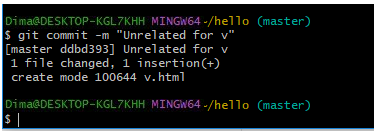 Dima@DESKTOP-KGL7KHH MINGW64 ~/hello (master)
$ git commit -m "Unrelated for v"
[master ddbd393] Unrelated for v
1 file changed, 1 insertion(+)
create mode 100644 v.html
Dima@DESKTOP-KGL7KHH MINGW64 ~/hello (master)
$